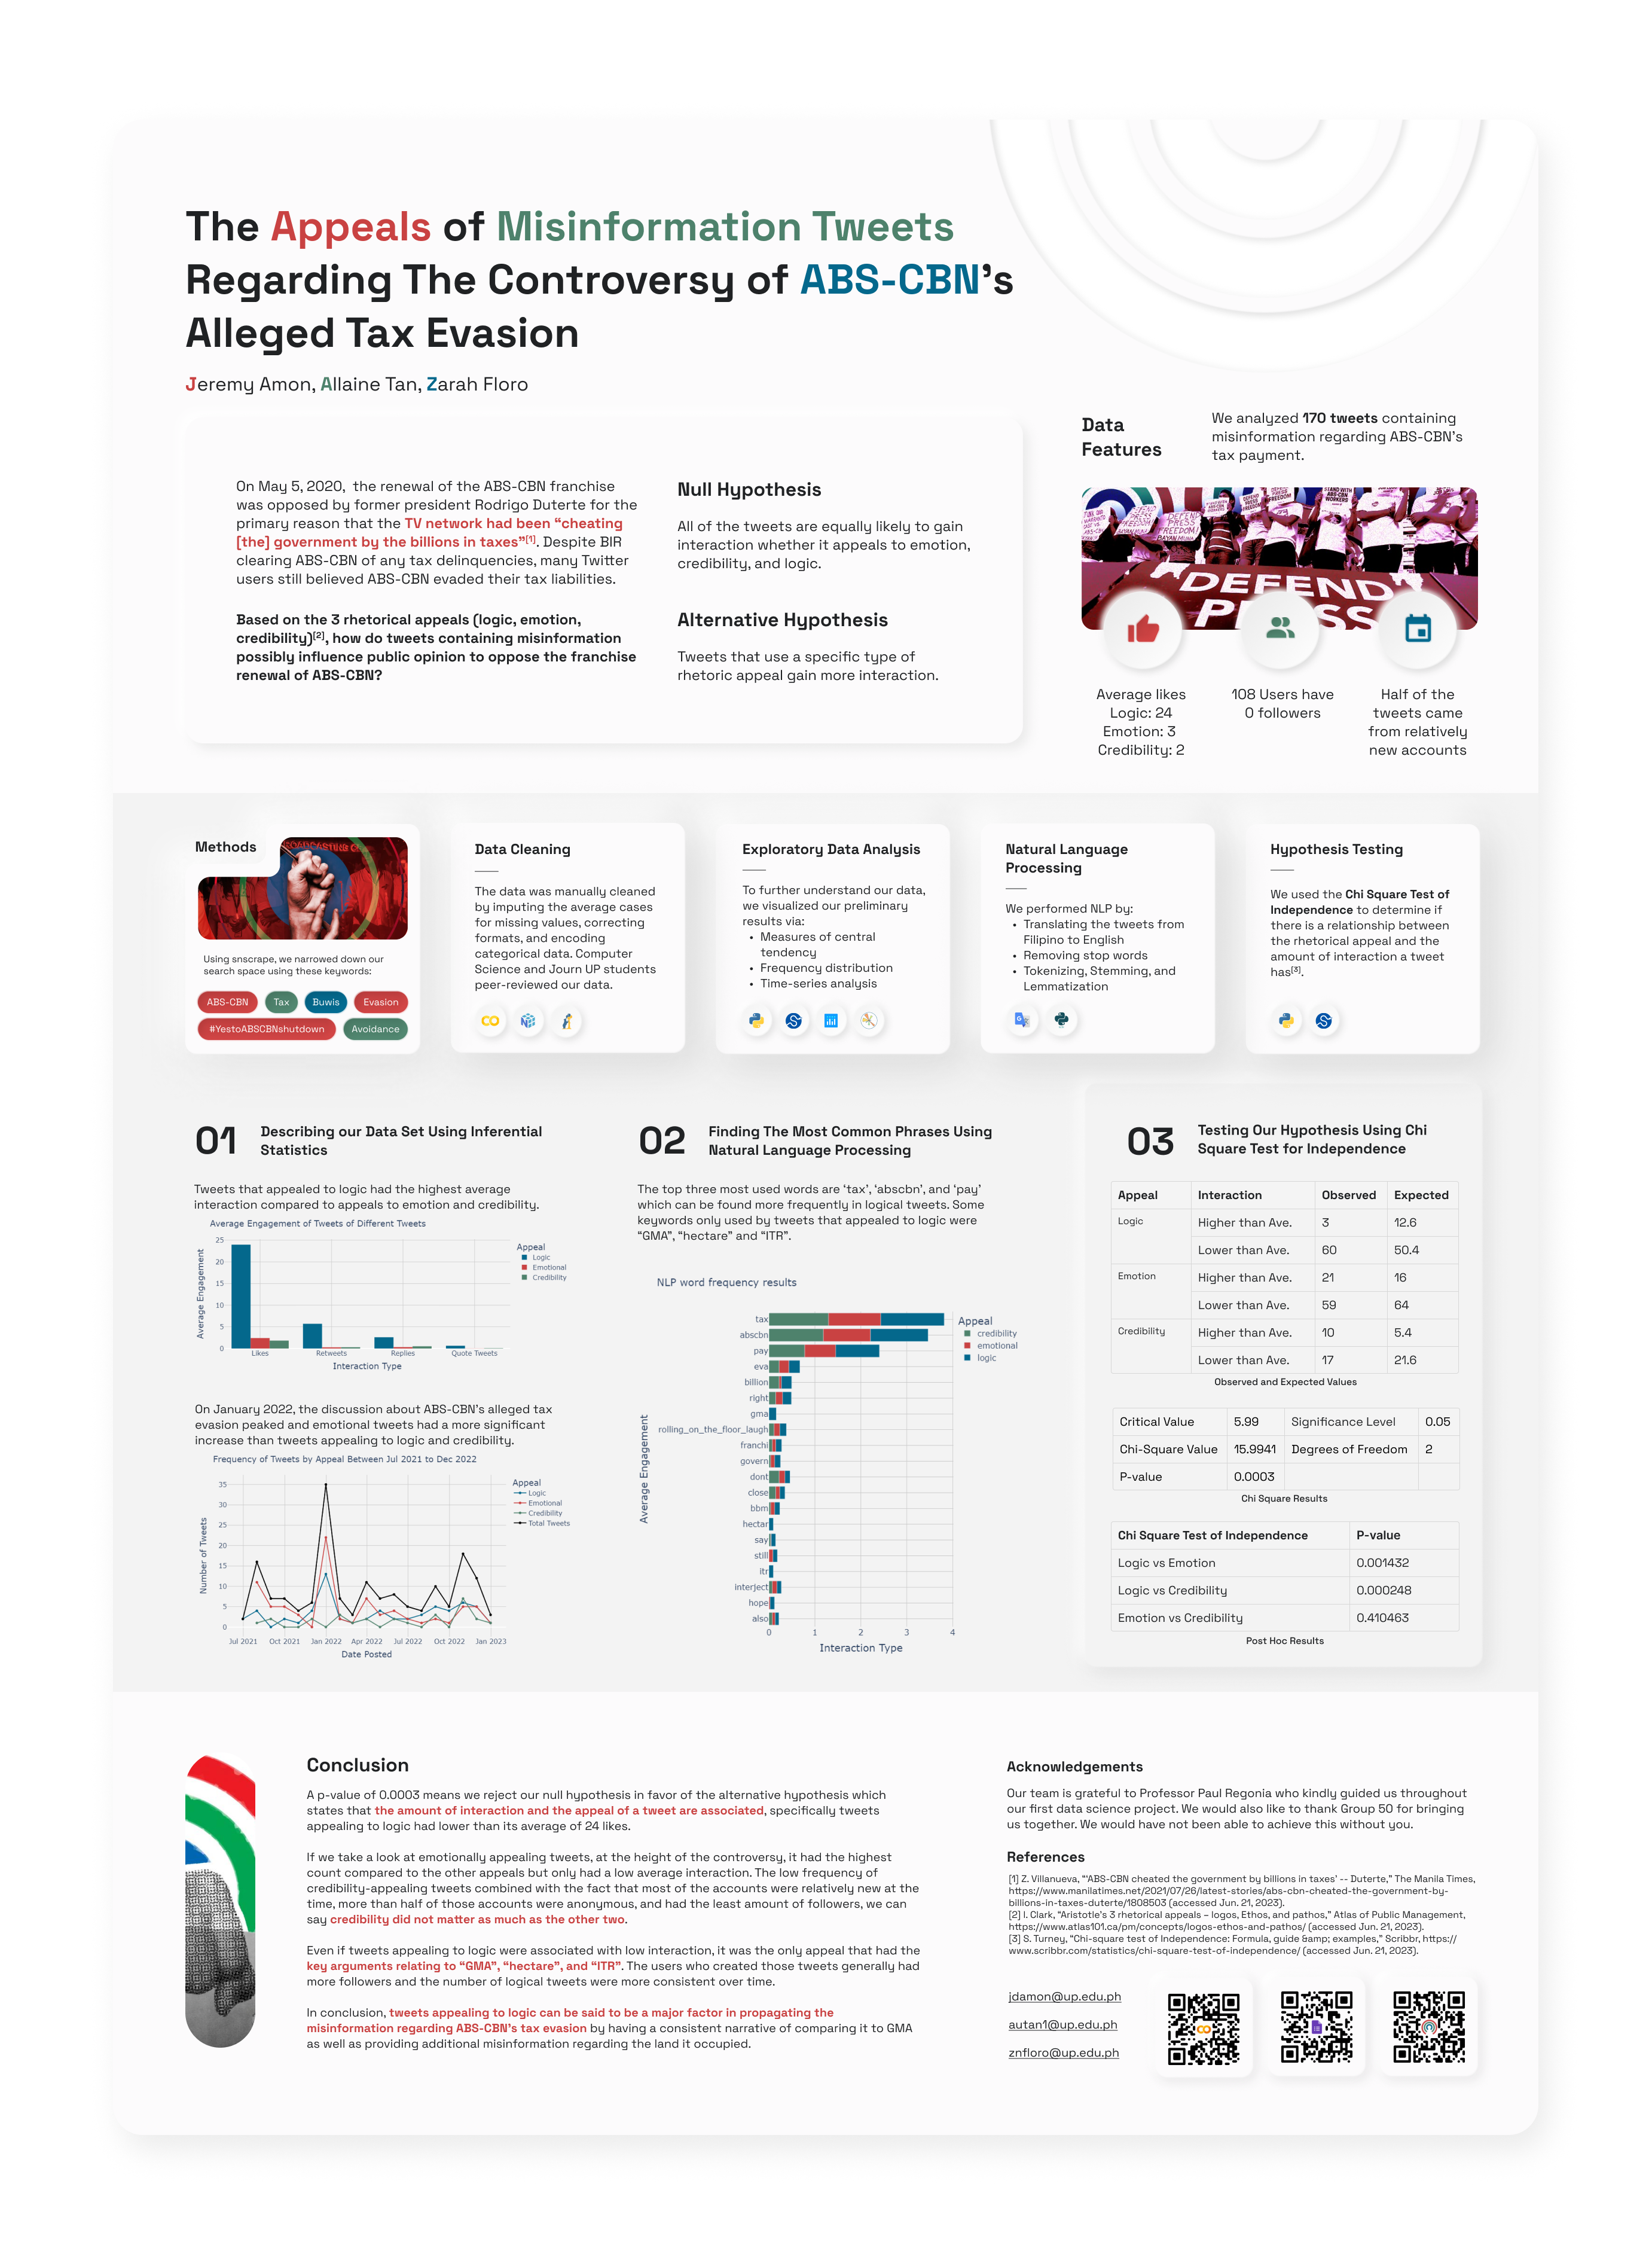 The Appeals of Misinformation Tweets
Regarding The Controversy of ABS-CBN's
Alleged Tax Evasion
Jeremy Amon, Allaine Tan, Zarah Floro
On May 5, 2020, the renewal of the ABS-CBN franchise
was opposed by former president Rodrigo Duterte for the
primary reason that the TV network had been “cheating
[the] government by the billions in taxes”[1]. Despite BIR
clearing ABS-CBN of any tax delinquencies, many Twitter
users still believed ABS-CBN evaded their tax liabilities.
Based on the 3 rhetorical appeals (logic, emotion,
credibility)[2], how do tweets containing misinformation
possibly influence public opinion to oppose the franchise
renewal of ABS-CBN?
Null Hypothesis
All of the tweets are equally likely to gain
interaction whether it appeals to emotion,
credibility, and logic.
Alternative Hypothesis
Tweets that use a specific type of
rhetoric appeal gain more interaction.
Data
Features
We analyzed 170 tweets containing
misinformation regarding ABS-CBN's
tax payment.
DEFEND
PRESS
Average likes
Logic: 24
Emotion: 3
Credibility: 2
108 Users have
0 followers
Half of the
tweets came
from relatively
new accounts
Methods
Using snscrape, we narrowed down our
search space using these keywords:
ABS-CBN
Tax
Buwis
Evasion
#YestoABSCBNshutdown
Avoidance
Data Cleaning
The data was manually cleaned
by imputing the average cases
for missing values, correcting
formats, and encoding
categorical data. Computer
Science and Journ UP students
peer-reviewed our data.
Exploratory Data Analysis
To further understand our data,
we visualized our preliminary
results via:
• Measures of central
tendency
• Frequency distribution
• Time-series analysis
Natural Language
Processing
We performed NLP by:
• Translating the tweets from
Filipino to English
• Removing stop words
• Tokenizing, Stemming, and
Lemmatization
Hypothesis Testing
We used the Chi Square Test of
Independence to determine if
there is a relationship between
the rhetorical appeal and the
amount of interaction a tweet
has[3].
01
Describing our Data Set Using Inferential
Statistics
Tweets that appealed to logic had the highest average
interaction compared to appeals to emotion and credibility.
Average Engagement of Tweets of Different Tweets
Average Engagement
25
20
15
10
5
0
Likes
Retweets
Replies
Quote Tweets
Interaction Type
Appeal
Logic
Emotional
Credibility
On January 2022, the discussion about ABS-CBN's alleged tax
evasion peaked and emotional tweets had a more significant
increase than tweets appealing to logic and credibility.
Frequency of Tweets by Appeal Between Jul 2021 to Dec 2022
Number of Tweets
35
30
25
20
15
10
5
0
Jul 2021
Oct 2021
Jan 2022
Apr 2022
Jul 2022
Oct 2022
Jan 2023
Date Posted
Appeal
Logic
Emotional
Credibility
Total Tweets
02
Finding The Most Common Phrases Using
Natural Language Processing
The top three most used words are ‘tax’, ‘abscbn’, and ‘pay’
which can be found more frequently in logical tweets. Some
keywords only used by tweets that appealed to logic were
“GMA”, “hectare” and “ITR”.
NLP word frequency results
Average Engagement
tax
abscbn
pay
eva
billion
right
gma
rolling_on_the_floor_laugh
franchi
govern
dont
close
bbm
hectar
say
still
itr
interject
hope
also
0
1
2
3
4
Interaction Type
Appeal
credibility
emotional
logic
03
Testing Our Hypothesis Using Chi
Square Test for Independence
Appeal Interaction Observed Expected
Logic Higher than Ave. 3 12.6
Lower than Ave. 60 50.4
Emotion Higher than Ave. 21 16
Lower than Ave. 59 64
Credibility Higher than Ave. 10 5.4
Lower than Ave. 17 21.6
Observed and Expected Values
Critical Value 5.99 Significance Level 0.05
Chi-Square Value 15.9941 Degrees of Freedom 2
P-value 0.0003
Chi Square Results
Chi Square Test of Independence P-value
Logic vs Emotion 0.001432
Logic vs Credibility 0.000248
Emotion vs Credibility 0.410463
Post Hoc Results
Conclusion
A p-value of 0.0003 means we reject our null hypothesis in favor of the alternative hypothesis which
states that the amount of interaction and the appeal of a tweet are associated, specifically tweets
appealing to logic had lower than its average of 24 likes.
If we take a look at emotionally appealing tweets, at the height of the controversy, it had the highest
count compared to the other appeals but only had a low average interaction. The low frequency of
credibility-appealing tweets combined with the fact that most of the accounts were relatively new at the
time, more than half of those accounts were anonymous, and had the least amount of followers, we can
say credibility did not matter as much as the other two.
Even if tweets appealing to logic were associated with low interaction, it was the only appeal that had the
key arguments relating to “GMA”, “hectare”, and “ITR”. The users who created those tweets generally had
more followers and the number of logical tweets were more consistent over time.
In conclusion, tweets appealing to logic can be said to be a major factor in propagating the
misinformation regarding ABS-CBN's tax evasion by having a consistent narrative of comparing it to GMA
as well as providing additional misinformation regarding the land it occupied.
Acknowledgements
Our team is grateful to Professor Paul Regonia who kindly guided us throughout
our first data science project. We would also like to thank Group 50 for bringing
us together. We would have not been able to achieve this without you.
References
[1] Z. Villanueva, “‘ABS-CBN cheated the government by billions in taxes’ -- Duterte,” The Manila Times,
https://www.manilatimes.net/2021/07/26/latest-stories/abs-cbn-cheated-the-government-by-
billions-in-taxes-duterte/1808503 (accessed Jun. 21, 2023).
[2] I. Clark, “Aristotle's 3 rhetorical appeals – logos, Ethos, and pathos,” Atlas of Public Management,
https://www.atlas101.ca/pm/concepts/logos-ethos-and-pathos/ (accessed Jun. 21, 2023).
[3] S. Turney, “Chi-square test of Independence: Formula, guide &amp; examples,” Scribbr, https://
www.scribbr.com/statistics/chi-square-test-of-independence/ (accessed Jun. 21, 2023).
jdamon@up.edu.ph
autan1@up.edu.ph
znfloro@up.edu.ph